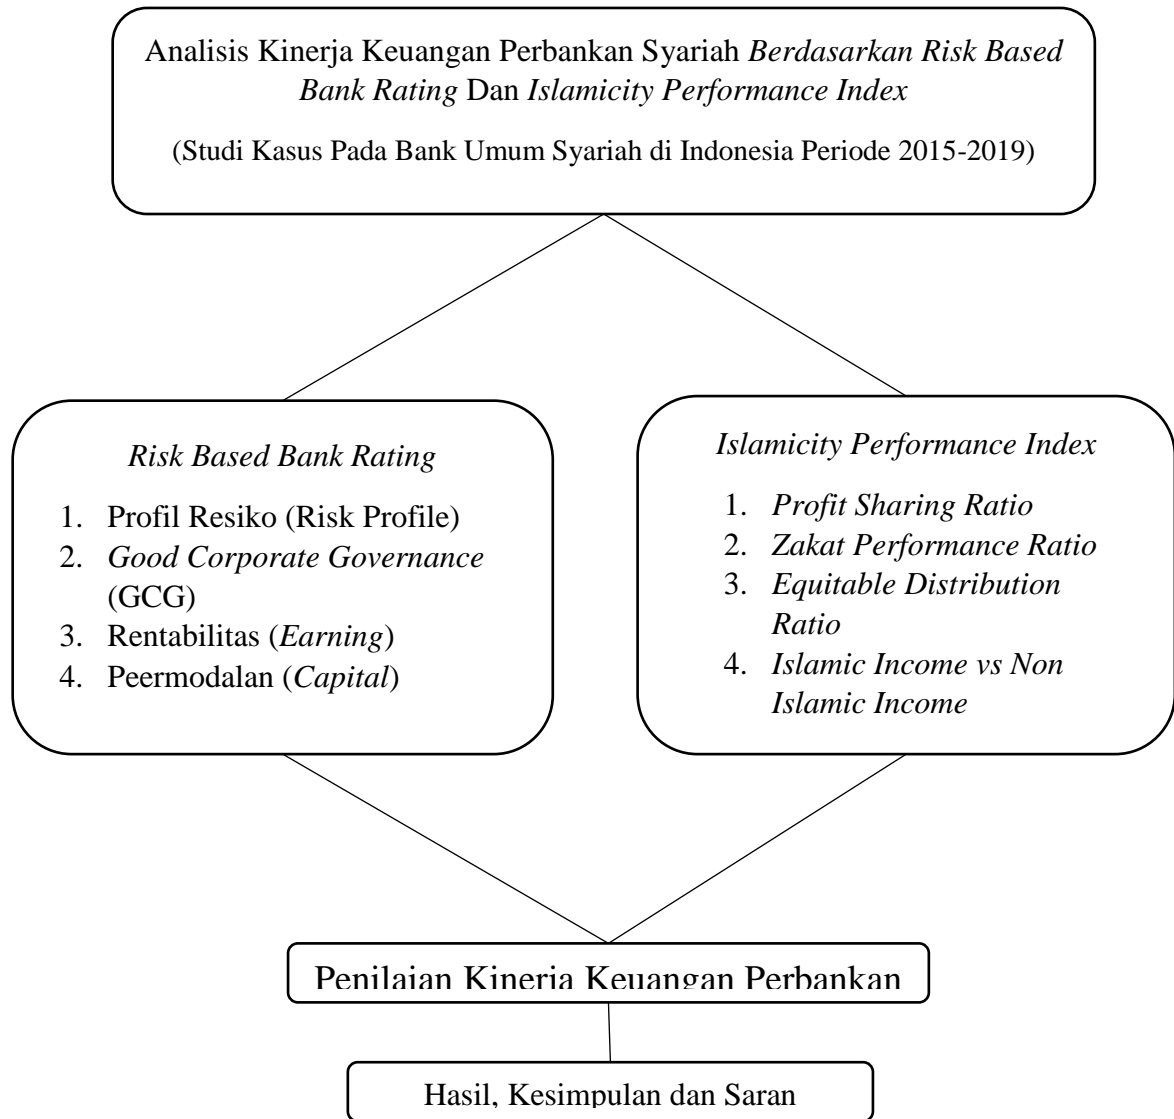 Analisis Kinerja Keuangan Perbankan Syariah Berdasarkan Risk Based
Bank Rating Dan Islamicity Performance Index
(Studi Kasus Pada Bank Umum Syariah di Indonesia Periode 2015-2019)
Risk Based Bank Rating
1. Profil Resiko (Risk Profile)
2. Good Corporate Governance
(GCG)
3. Rentabilitas (Earning)
4. Peermodalan (Capital)
Islamicity Performance Index
1. Profit Sharing Ratio
2. Zakat Performance Ratio
3. Equitable Distribution
Ratio
4. Islamic Income vs Non
Islamic Income
Penilaian Kinerja Keuangan Perbankan
Hasil, Kesimpulan dan Saran